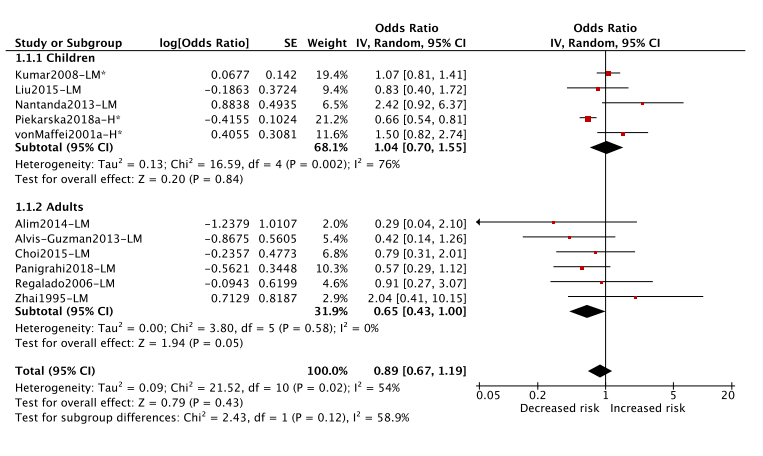 Odds Ratio Odds Ratio
Study or Subgroup log[Odds Ratio] SE Weight IV, Random, 95% CI IV, Random, 95% CI
1.1.1 Children
Kumar2008-LM* 0.0677 0.142 19.4% 1.07 [0.81, 1.41]
Liu2015-LM -0.1863 0.3724 9.4% 0.83 [0.40, 1.72]
Nantanda2013-LM 0.8838 0.4935 6.5% 2.42 [0.92, 6.37]
Piekarska2018a-H* -0.4155 0.1024 21.2% 0.66 [0.54, 0.81]
vonMaffei2001a-H* 0.4055 0.3081 11.6% 1.50 [0.82, 2.74]
Subtotal (95% CI) 68.1% 1.04 [0.70, 1.55]
Heterogeneity: Tau² = 0.13; Chi² = 16.59, df = 4 (P = 0.002); I² = 76%
Test for overall effect: Z = 0.20 (P = 0.84)
1.1.2 Adults
Alim2014-LM -1.2379 1.0107 2.0% 0.29 [0.04, 2.10]
Alvis-Guzman2013-LM -0.8675 0.5605 5.4% 0.42 [0.14, 1.26]
Choi2015-LM -0.2357 0.4773 6.8% 0.79 [0.31, 2.01]
Panigrahi2018-LM -0.5621 0.3448 10.3% 0.57 [0.29, 1.12]
Regalado2006-LM -0.0943 0.6199 4.6% 0.91 [0.27, 3.07]
Zhai1995-LM 0.7129 0.8187 2.9% 2.04 [0.41, 10.15]
Subtotal (95% CI) 31.9% 0.65 [0.43, 1.00]
Heterogeneity: Tau² = 0.00; Chi² = 3.80, df = 5 (P = 0.58); I² = 0%
Test for overall effect: Z = 1.94 (P = 0.05)
Total (95% CI) 100.0% 0.89 [0.67, 1.19]
Heterogeneity: Tau² = 0.09; Chi² = 21.52, df = 10 (P = 0.02); I² = 54%
Test for overall effect: Z = 0.79 (P = 0.43)
Test for subgroup differences: Chi² = 2.43, df = 1 (P = 0.12), I² = 58.9%
0.05 0.2 1 5 20
Decreased risk Increased risk